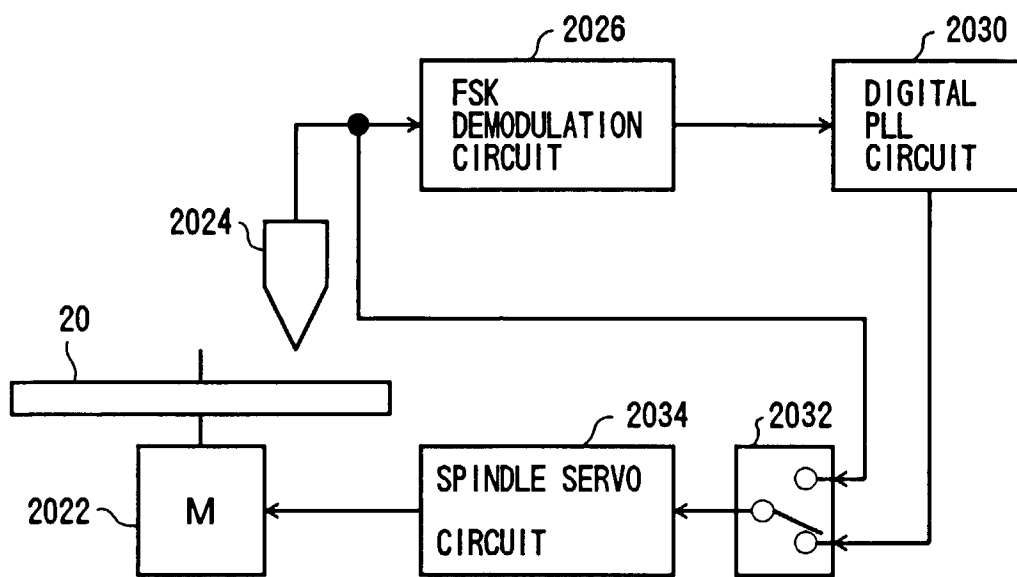 2026
2030
FSK
DEMODULATION
CIRCUIT
DIGITAL
PLL
CIRCUIT
2024
20
2034
2032
2022
M
SPINDLE SERVO
CIRCUIT